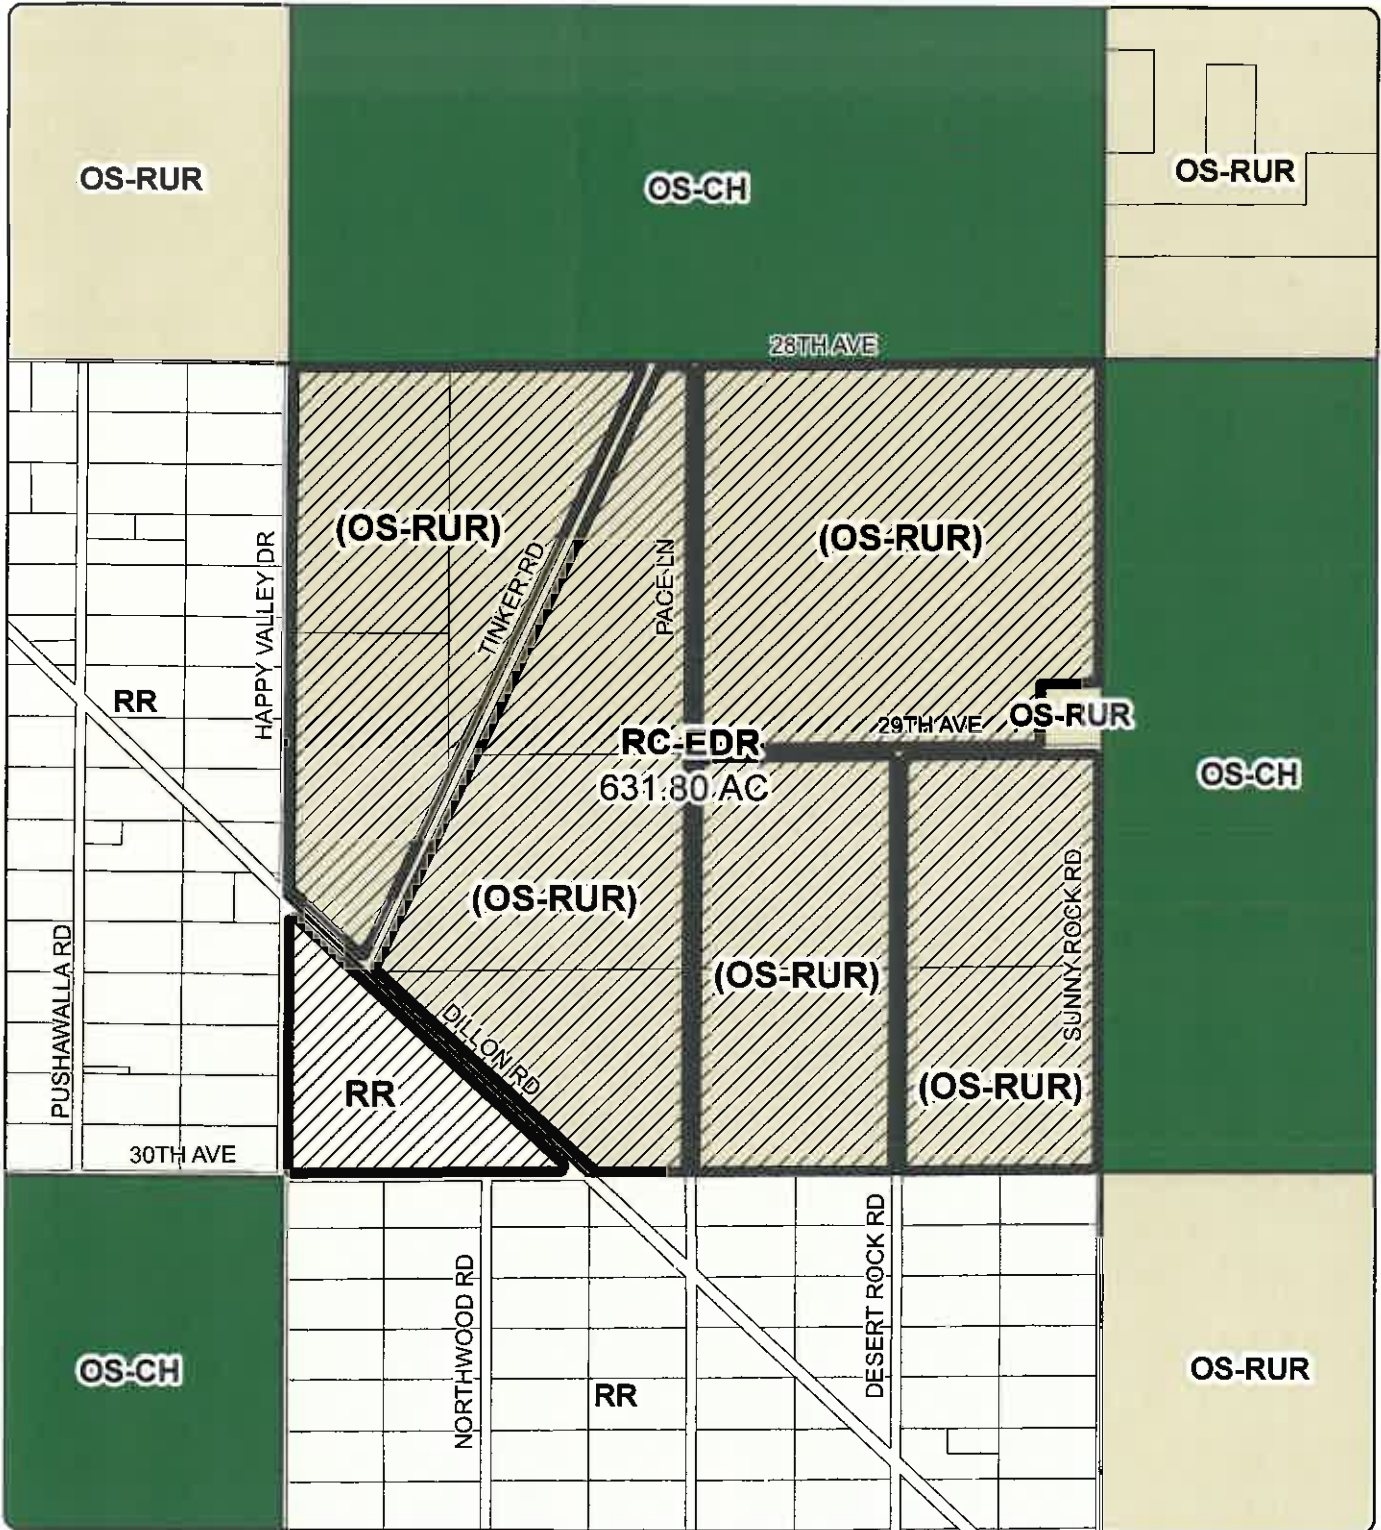 OS-RUR
OS-CH
OS-RUR
28TH AVE
(OS-RUR)
(OS-RUR)
HAPPY VALLEY DR
TINKER RD
PACE LN
RR
RC-EDR
631.80 AC
29TH AVE
OS-RUR
OS-CH
(OS-RUR)
(OS-RUR)
SUNNY ROCK RD
PUSHAWALLA RD
DILLON RD
RR
(OS-RUR)
30TH AVE
OS-CH
NORTHWOOD RD
RR
DESERT ROCK RD
OS-RUR